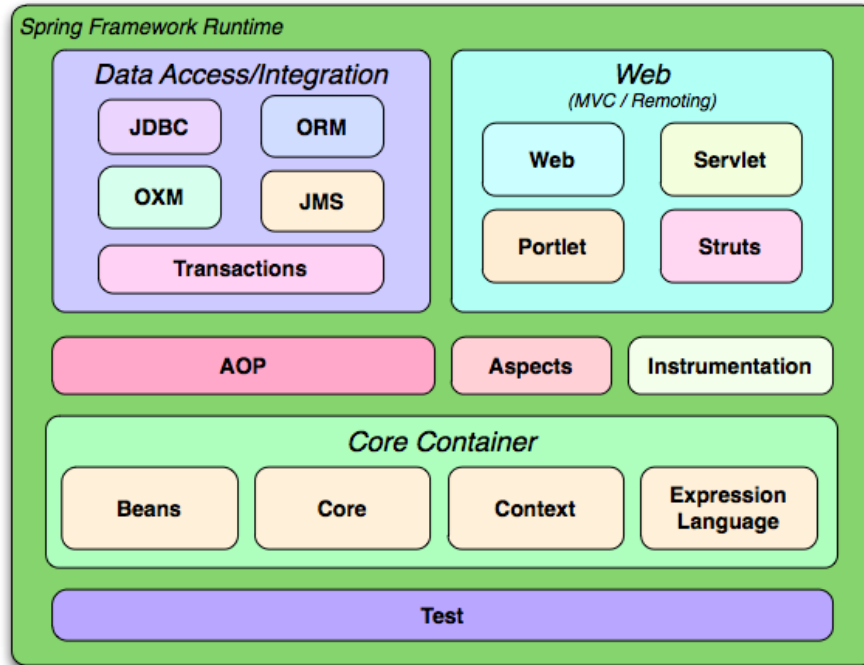 Spring Framework Runtime
Data Access/Integration
JDBC
ORM
OXM
JMS
Transactions
Web
(MVC / Remoting)
Web
Servlet
Portlet
Struts
AOP
Aspects
Instrumentation
Core Container
Beans
Core
Context
Expression
Language
Test